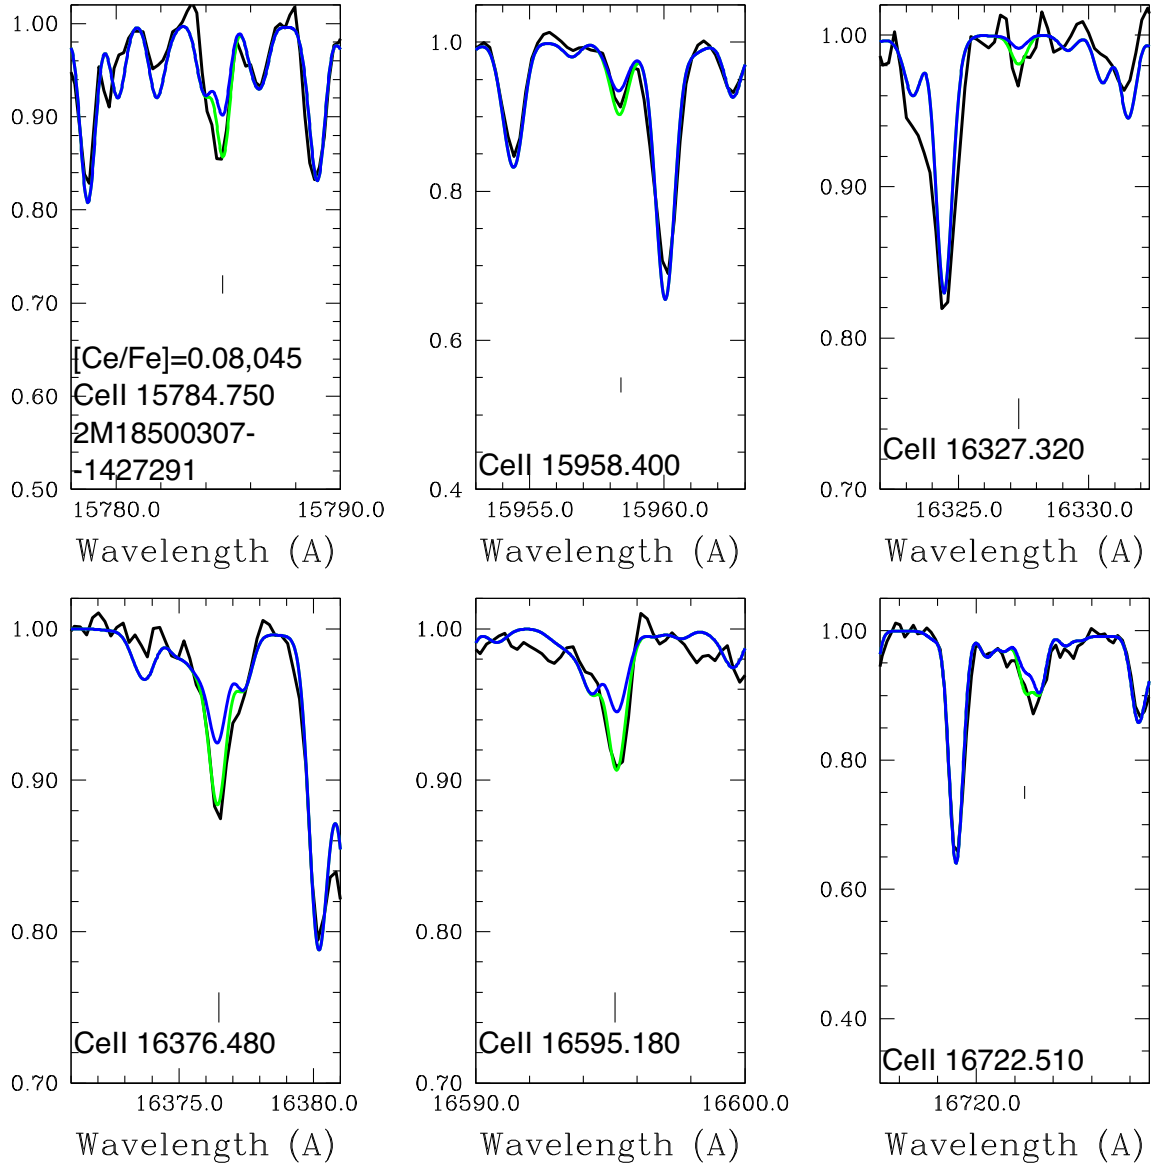 1.00
0.90
0.80
0.70
0.60
0.50
[Ce/Fe]=0.08,045
CeII 15784.750
2M18500307-
-1427291
15780.0 15790.0
Wavelength (A)
1.0
0.8
0.6
0.4
CeII 15958.400
15955.0 15960.0
Wavelength (A)
1.00
0.90
0.80
0.70
CeII 16327.320
16325.0 16330.0
Wavelength (A)
1.00
0.90
0.80
0.70
CeII 16376.480
16375.0 16380.0
Wavelength (A)
1.00
0.90
0.80
0.70
CeII 16595.180
16590.0 16600.0
Wavelength (A)
1.00
0.80
0.60
0.40
CeII 16722.510
16720.0
Wavelength (A)